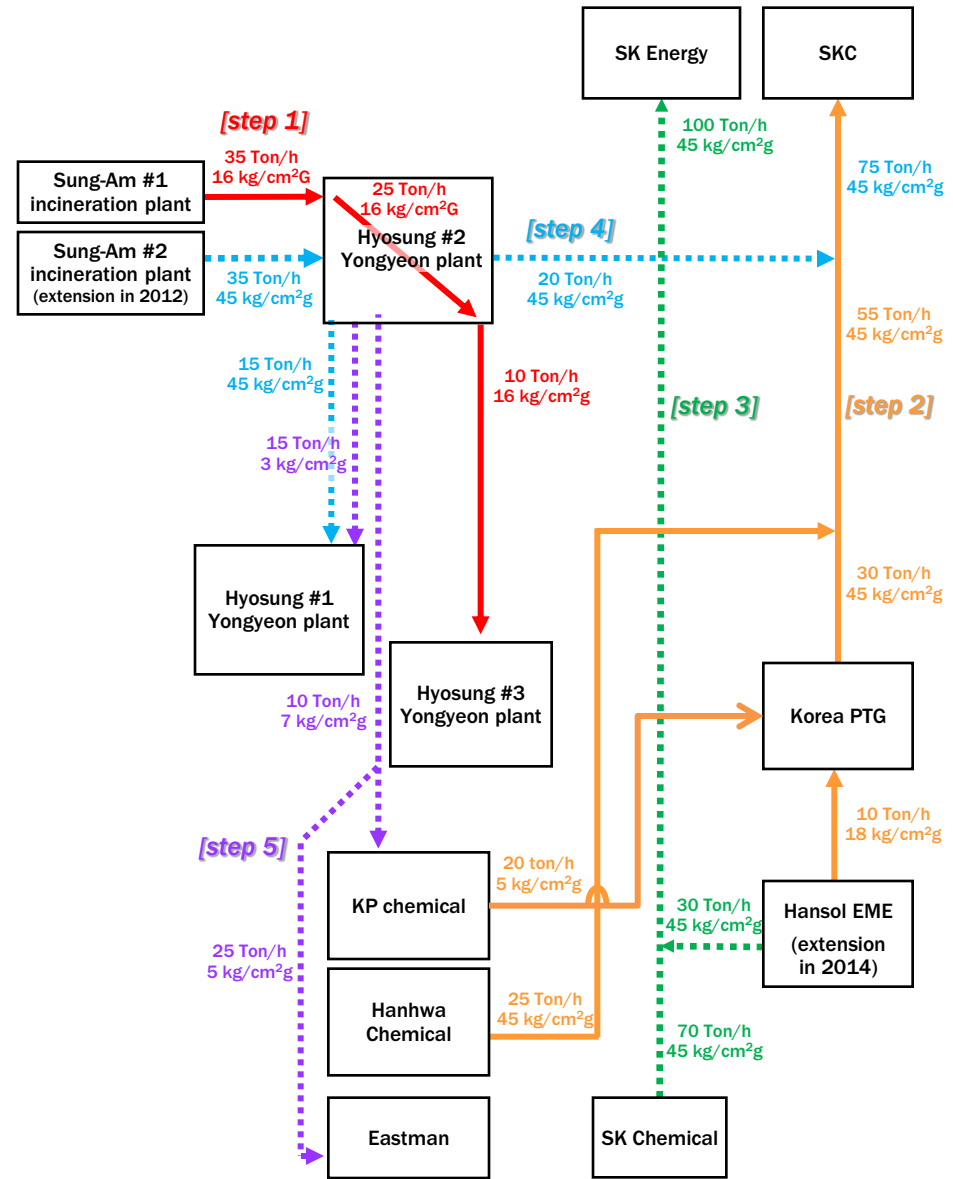 SK Energy
SKC
[step 1]
100 Ton/h
45 kg/cm²g
35 Ton/h
16 kg/cm²G
75 Ton/h
45 kg/cm²g
Sung-Am #1
incineration plant
25 Ton/h
16 kg/cm²G
Hyosung #2
Yongyeon plant
[step 4]
Sung-Am #2
incineration plant
(extension in 2012)
35 Ton/h
45 kg/cm²g
20 Ton/h
45 kg/cm²g
55 Ton/h
45 kg/cm²g
15 Ton/h
45 kg/cm²g
10 Ton/h
16 kg/cm²g
[step 3]
[step 2]
15 Ton/h
3 kg/cm²g
30 Ton/h
45 kg/cm²g
Hyosung #1
Yongyeon plant
10 Ton/h
7 kg/cm²g
Hyosung #3
Yongyeon plant
Korea PTG
10 Ton/h
18 kg/cm²g
[step 5]
20 ton/h
5 kg/cm²g
KP chemical
30 Ton/h
45 kg/cm²g
Hansol EME
(extension
in 2014)
25 Ton/h
5 kg/cm²g
Hanhwa
Chemical
25 Ton/h
45 kg/cm²g
70 Ton/h
45 kg/cm²g
Eastman
SK Chemical